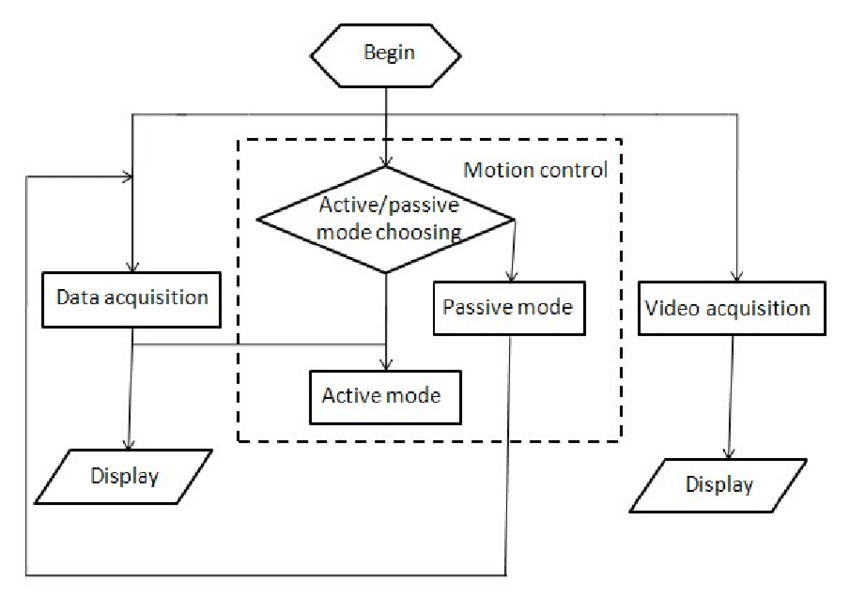 Begin
Motion control
Active/passive
mode choosing
Data acquisition
Passive mode
Video acquisition
Active mode
Display
Display